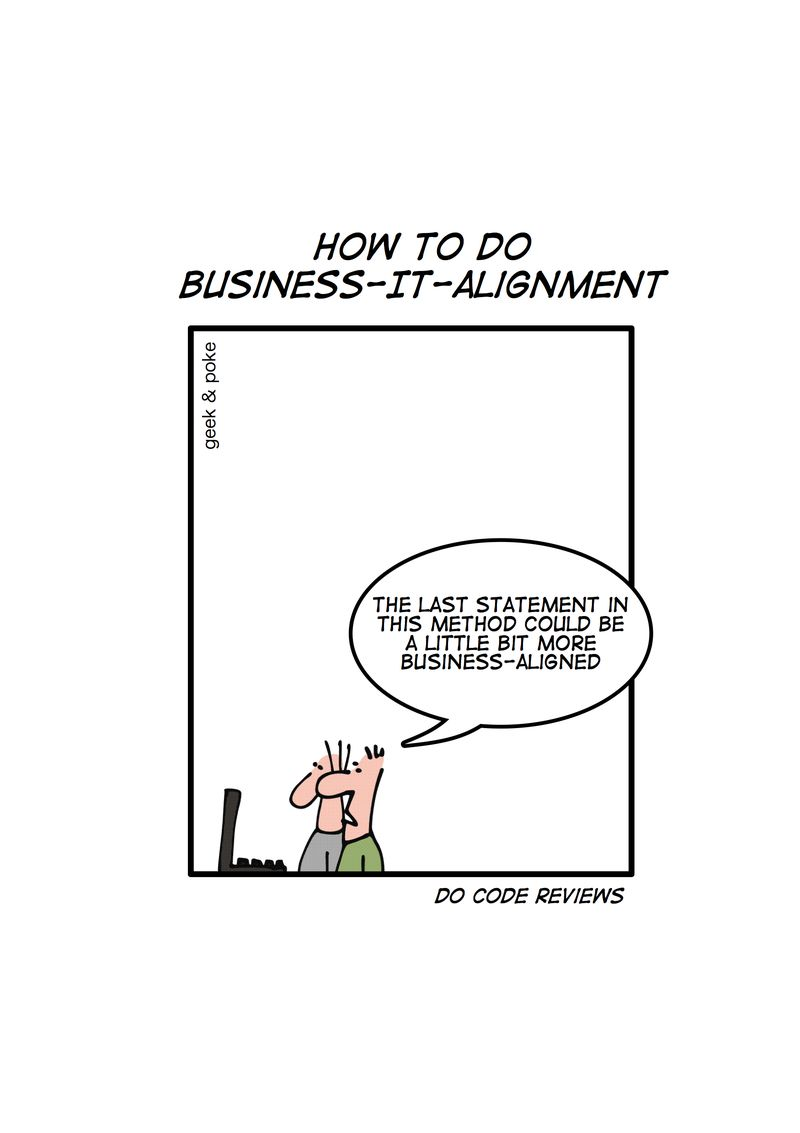 HOW TO DO
BUSINESS-IT-ALIGNMENT
geek & poke
THE LAST STATEMENT IN
THIS METHOD COULD BE
A LITTLE BIT MORE
BUSINESS-ALIGNED
DO CODE REVIEWS